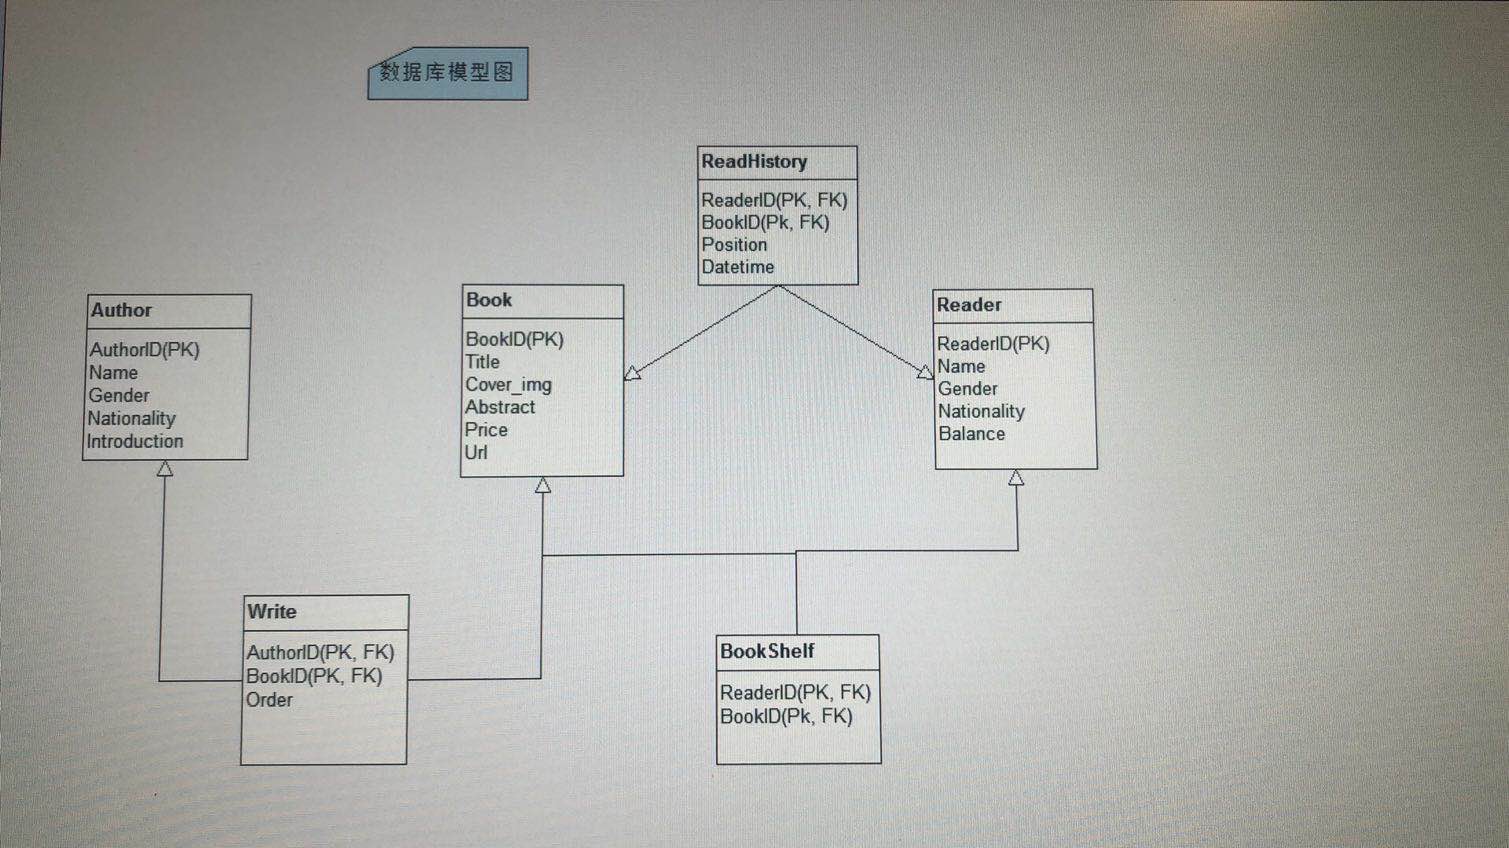 数据库模型图
ReadHistory
ReaderID(PK, FK)
BookID(Pk, FK)
Position
Datetime
Author
AuthorID(PK)
Name
Gender
Nationality
Introduction
Book
BookID(PK)
Title
Cover_img
Abstract
Price
Url
Reader
ReaderID(PK)
Name
Gender
Nationality
Balance
Write
AuthorID(PK, FK)
BookID(PK, FK)
Order
BookShelf
ReaderID(PK, FK)
BookID(Pk, FK)